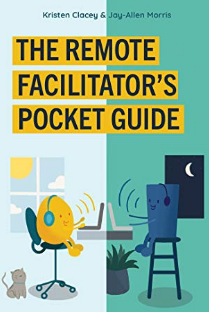 Kristen Clacey & Jay-Allen Morris
THE REMOTE
FACILITATOR'S
POCKET GUIDE